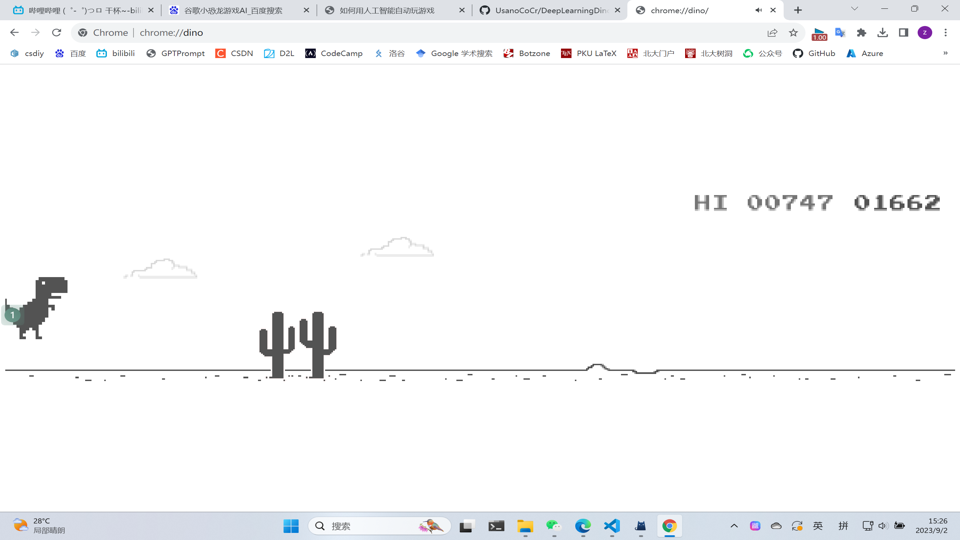 哔哩哔哩 (゜-゜)つロ 干杯~-bili
谷歌小恐龙游戏AI_百度搜索
如何用人工智能自动玩游戏
UsanoCoCr/DeepLearningDino
chrome://dino/
Chrome | chrome://dino
1.00
z
csdiy
百度
bilibili
GPTPrompt
CSDN
D2L
CodeCamp
洛谷
Google 学术搜索
Botzone
PKU LaTeX
北大门户
北大树洞
公众号
GitHub
Azure
»
HI 00747 01662
1
28°C
局部晴朗
搜索
英
拼
15:26
2023/9/2